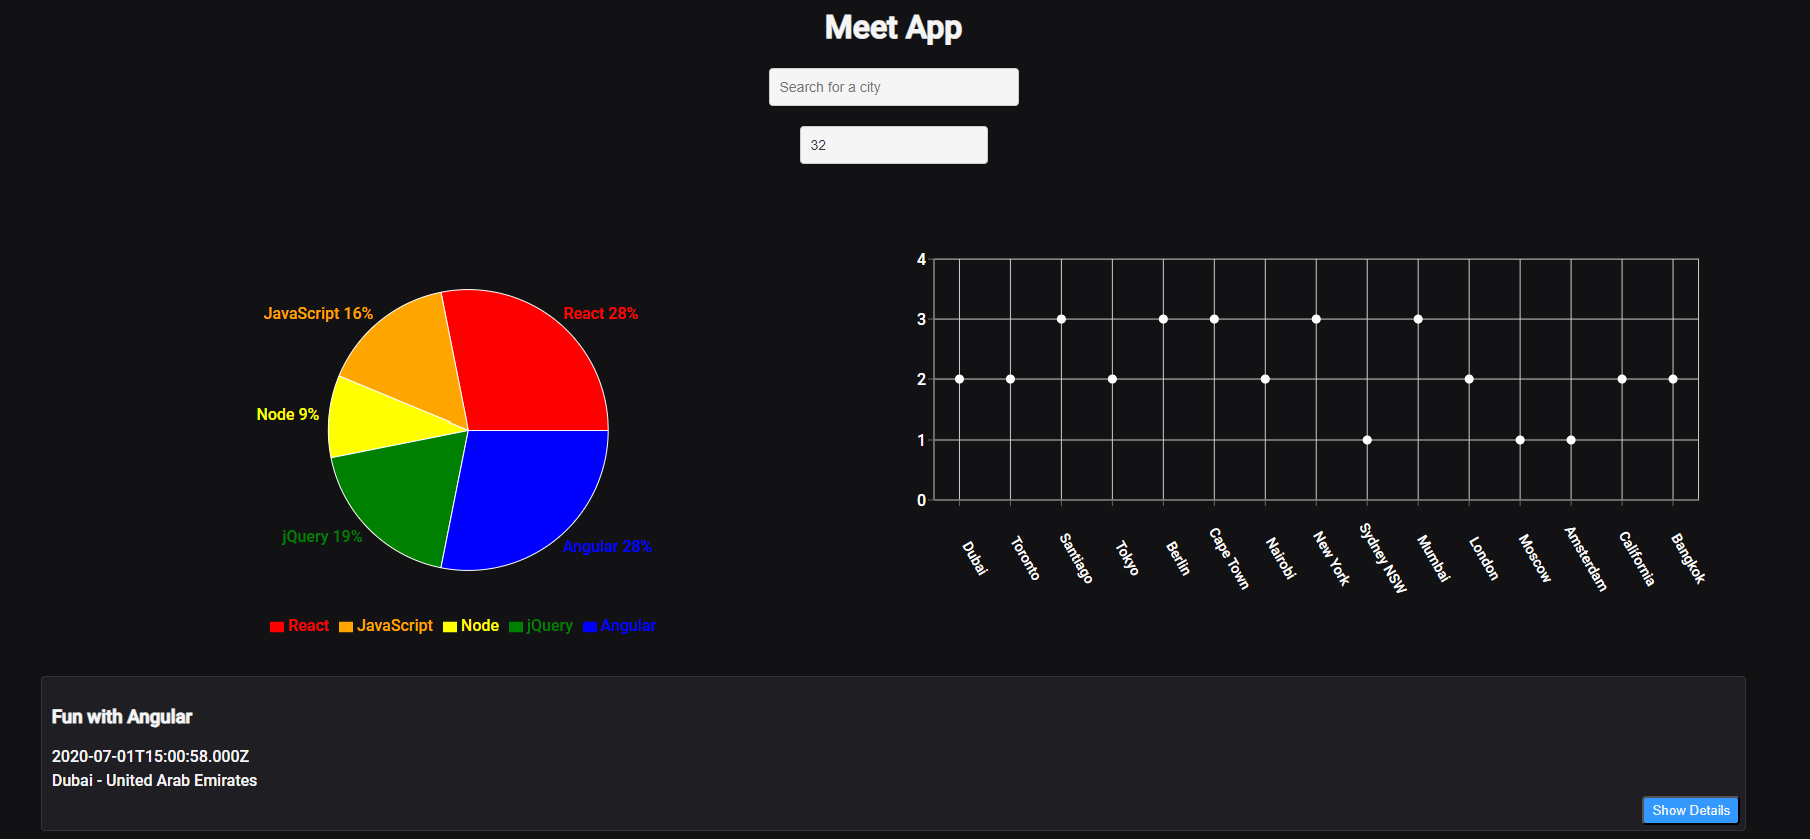 Meet App
Search for a city
32
JavaScript 16%
React 28%
Node 9%
jQuery 19%
Angular 28%
React JavaScript Node jQuery Angular
4
3
2
1
0
Dubai
Toronto
Santiago
Tokyo
Berlin
Cape Town
Nairobi
New York
Sydney NSW
Mumbai
London
Moscow
Amsterdam
California
Bangkok
Fun with Angular
2020-07-01T15:00:58.000Z
Dubai - United Arab Emirates
Show Details